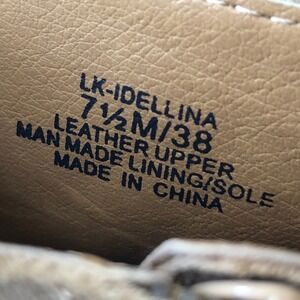 LK-IDELLINA
7½M/38
LEATHER UPPER
MAN MADE LINING/SOLE
MADE IN CHINA